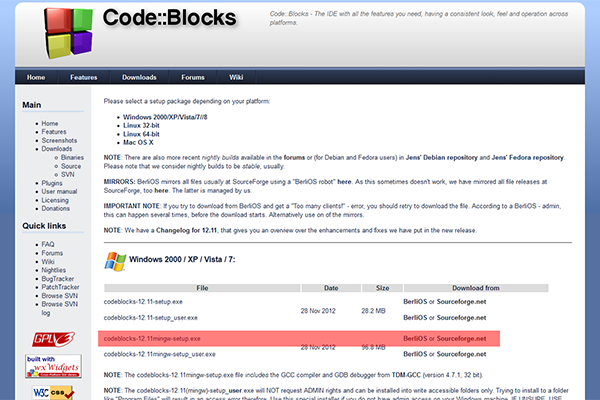 Code::Blocks
Code::Blocks - The IDE with all the features you need, having a consistent look, feel and operation across
platforms.
Home Features Downloads Forums Wiki
Main
Home
Features
Screenshots
Downloads
Binaries
Source
SVN
Plugins
User manual
Licensing
Donations
Quick links
FAQ
Forums
Wiki
Nightlies
BugTracker
PatchTracker
Browse SVN
Browse SVN
log
GPLv3
built with
wxWidgets
W3C css
Please select a setup package depending on your platform:
Windows 2000/XP/Vista/7/8
Linux 32-bit
Linux 64-bit
Mac OS X
NOTE: There are also more recent nightly builds available in the forums or (for Debian and Fedora users) in Jens' Debian repository and Jens' Fedora repository.
Please note that we consider nightly builds to be stable, usually.
MIRRORS: BerliOS mirrors all files usually at SourceForge using a "BerliOS robot" here. As this sometimes doesn't work, we have mirrored all file releases at
SourceForge, too here. The latter is managed by us.
IMPORTANT NOTE: If you try to download from BerliOS and get a "Too many clients!" - error, you should retry to download the file. According to a BerliOS - admin,
this can happen several times, before the download starts. Alternatively use on of the mirrors.
NOTE: We have a Changelog for 12.11, that gives you an overview over the enhancements and fixes we have put in the new release.
Windows 2000 / XP / Vista / 7:
File Date Size Download from
codeblocks-12.11-setup.exe BerliOS or Sourceforge.net
28 Nov 2012 28.2 MB
codeblocks-12.11-setup_user.exe BerliOS or Sourceforge.net
codeblocks-12.11mingw-setup.exe BerliOS or Sourceforge.net
28 Nov 2012 96.8 MB
codeblocks-12.11mingw-setup_user.exe BerliOS or Sourceforge.net
NOTE: The codeblocks-12.11mingw-setup.exe file includes the GCC compiler and GDB debugger from TDM-GCC (version 4.7.1, 32 bit).
NOTE: The codeblocks-12.11(mingw)-setup_user.exe will NOT request ADMIN rights and can be installed into write accessible folders only. Trying to install to a folder
like "Program Files" will result in an access error therefore. Use this special installer if you do not have admin access on your Windows machine. IF UNSURE, USE